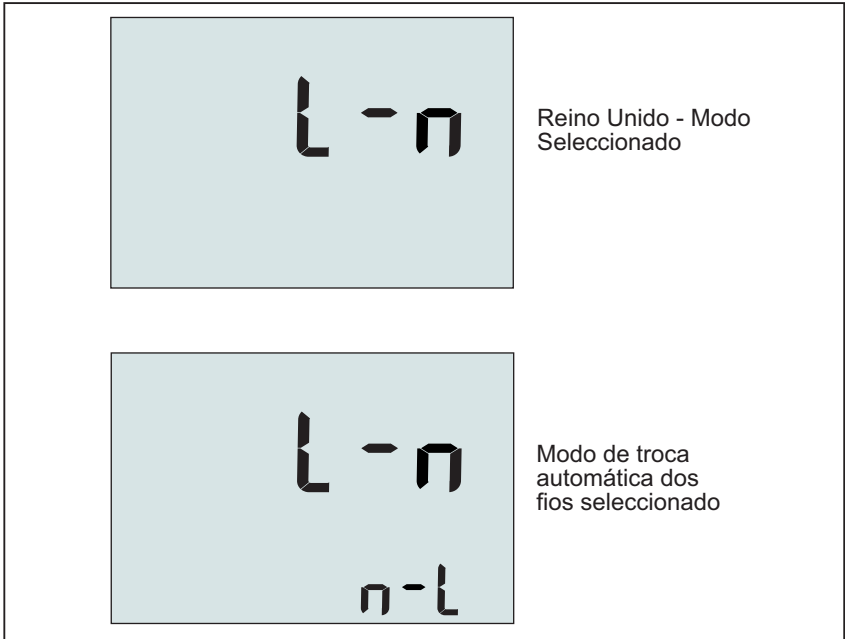 L-n
Reino Unido - Modo
Seleccionado
L-n
Modo de troca
automática dos
fios seleccionado
n-L